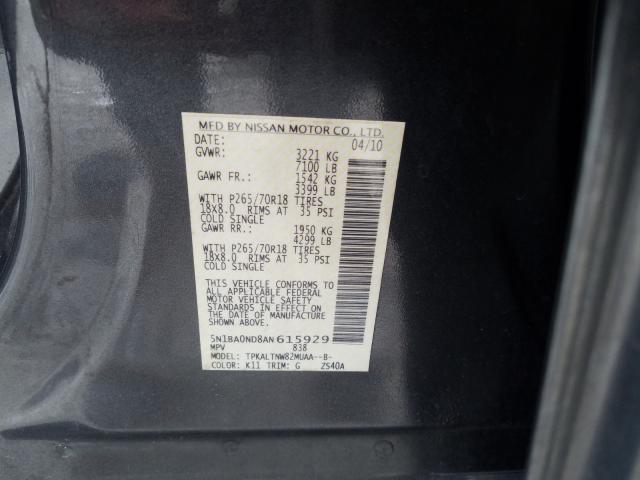 MFD BY NISSAN MOTOR CO., LTD.
DATE: 04/10
GVWR: 3221 KG
7100 LB
GAWR FR.: 1542 KG
3399 LB
WITH P265/70R18 TIRES
18X8.0 RIMS AT 35 PSI
COLD SINGLE
GAWR RR.: 1950 KG
4299 LB
WITH P265/70R18 TIRES
18X8.0 RIMS AT 35 PSI
COLD SINGLE
THIS VEHICLE CONFORMS TO
ALL APPLICABLE FEDERAL
MOTOR VEHICLE SAFETY
STANDARDS IN EFFECT ON THE
DATE OF MANUFACTURE
SHOWN ABOVE.
5N1BA0ND8AN615929
MPV 838
MODEL: TPKALTNW82MUAA--B-
COLOR: K11 TRIM: G ZS40A